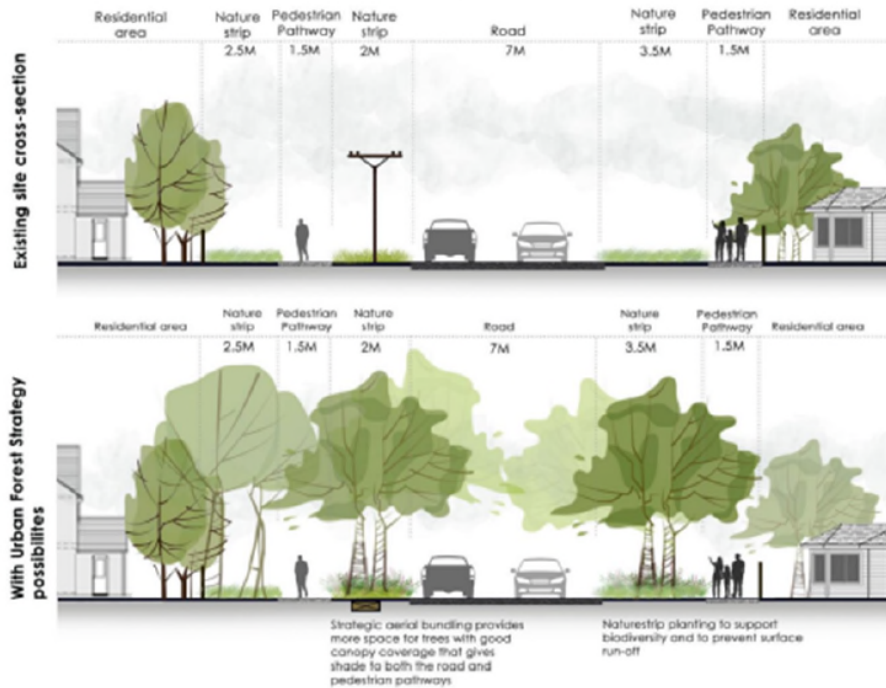 Residential area
Nature strip
Pedestrian Pathway
Nature strip
Road
Nature strip
Pedestrian Pathway
Residential area
2.5M
1.5M
2M
7M
3.5M
1.5M
Existing site cross-section
Residential area
Nature strip
Pedestrian Pathway
Nature strip
Road
Nature strip
Pedestrian Pathway
Residential area
2.5M
1.5M
2M
7M
3.5M
1.5M
With Urban Forest Strategy
possibilites
Strategic aerial bundling provides
more space for trees with good
canopy coverage that gives
shade to both the road and
pedestrian pathways
Naturestrip planting to support
biodiversity and to prevent surface
run-off